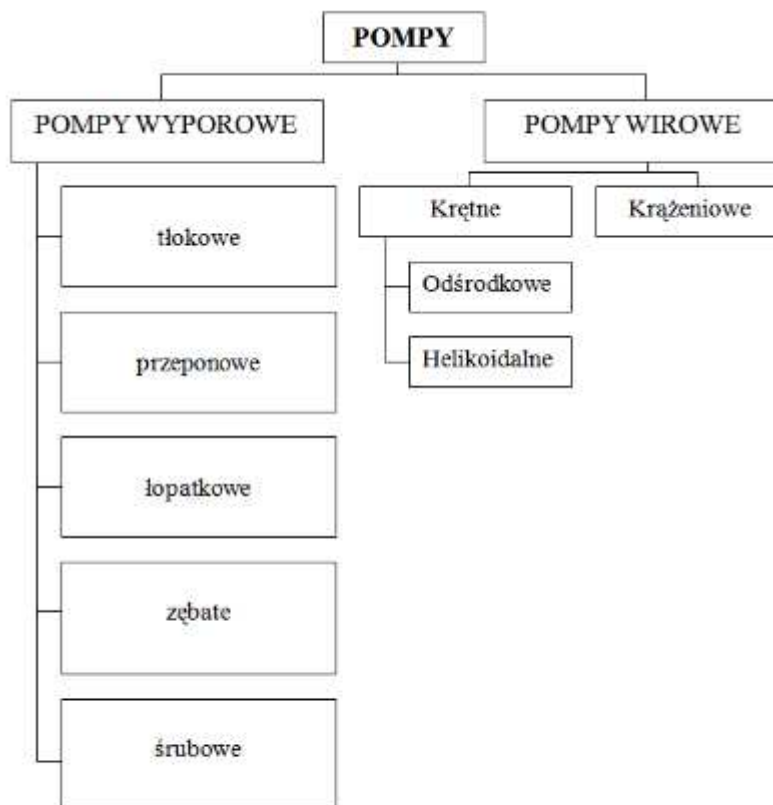 POMPY
POMPY WYPOROWE
POMPY WIROWE
tłokowe
przeponowe
łopatkowe
zębate
śrubowe
Krętne
Krążeniowe
Odśrodkowe
Helikoidalne